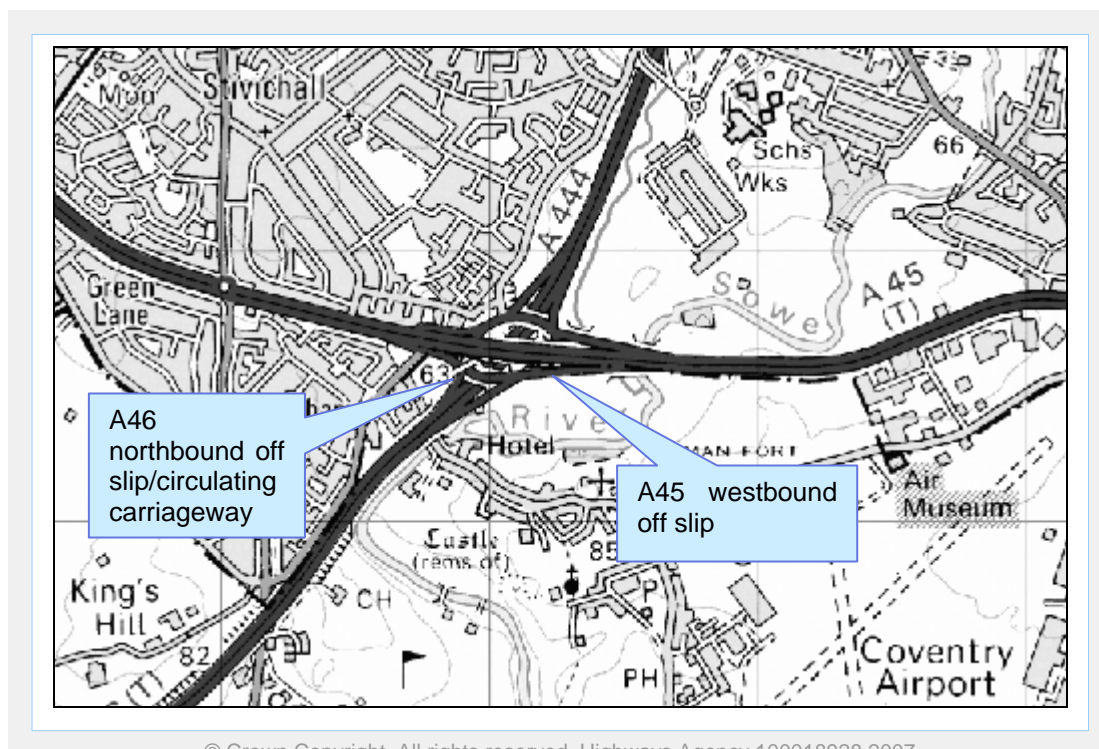 Stivichall
Schs
66
Wks
A 444
Green
Lane
Sowe
A 45
(T)
63
A46
northbound off
slip/circulating
carriageway
River
Hotel
MAN FORT
A45 westbound
off slip
Air
Museum
Castle
(rems of)
85
King's
Hill
CH
P
82
(T)
PH
Coventry
Airport
© Crown Copyright. All rights reserved. Highways Agency 100018928 2007